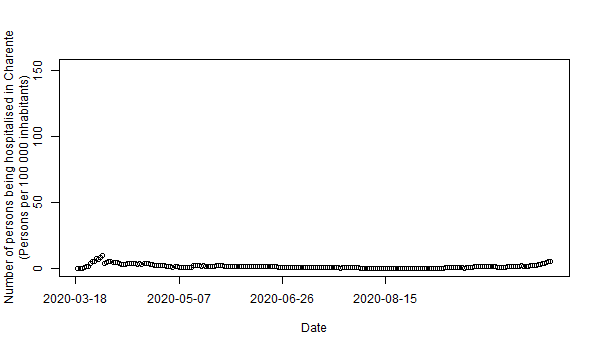 Number of persons being hospitalised in Charente
(Persons per 100 000 inhabitants)
150
100
50
0
2020-03-18 2020-05-07 2020-06-26 2020-08-15
Date